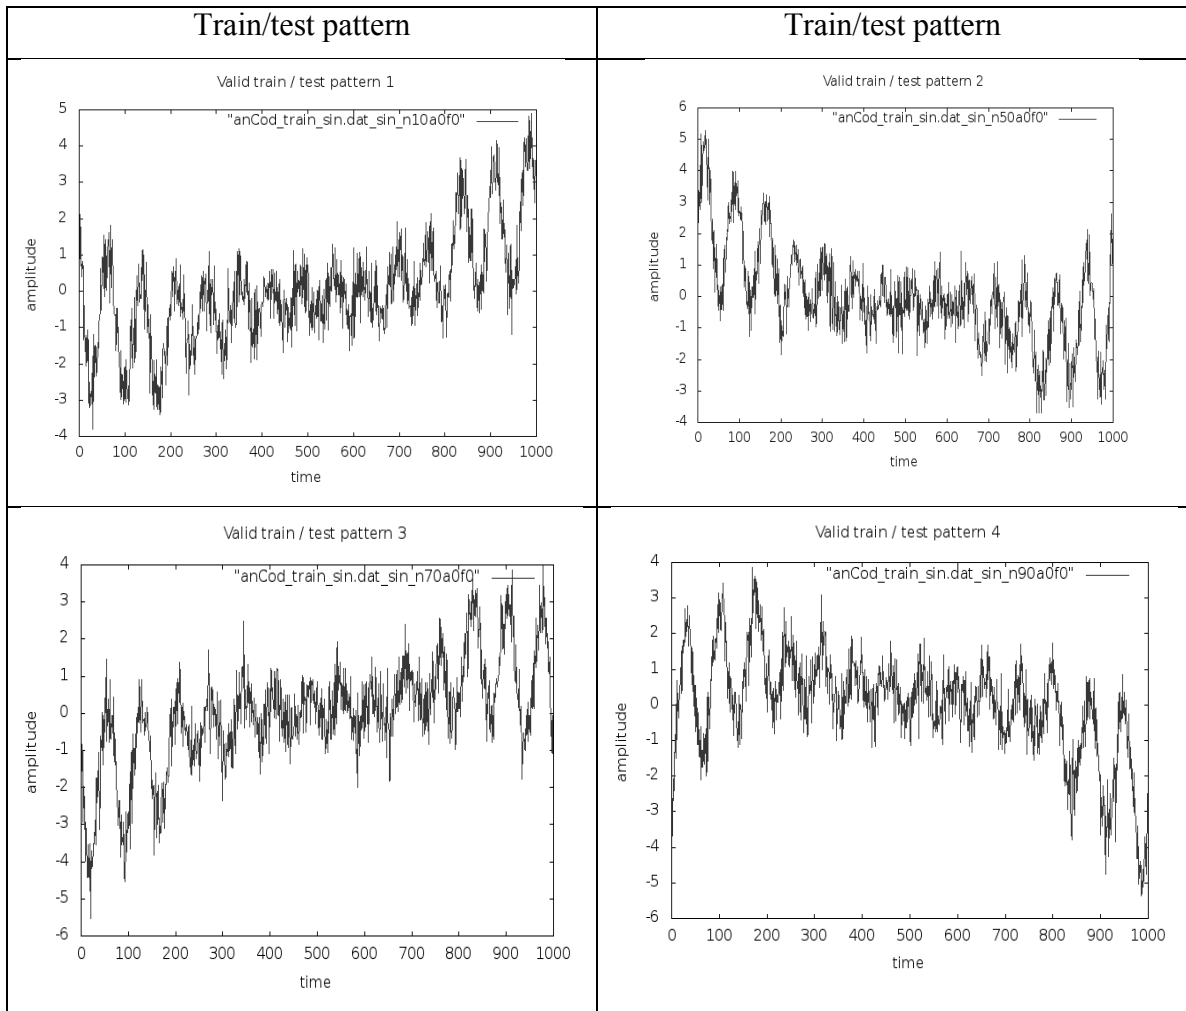 Train/test pattern
Train/test pattern
Valid train / test pattern 1
"anCod_train_sin.dat_sin_n10a0f0"
5
4
3
2
1
0
-1
-2
-3
-4
amplitude
0 100 200 300 400 500 600 700 800 900 1000
time
Valid train / test pattern 2
"anCod_train_sin.dat_sin_n50a0f0"
6
5
4
3
2
1
0
-1
-2
-3
-4
amplitude
0 100 200 300 400 500 600 700 800 900 1000
time
Valid train / test pattern 3
"anCod_train_sin.dat_sin_n70a0f0"
4
3
2
1
0
-1
-2
-3
-4
-5
-6
amplitude
0 100 200 300 400 500 600 700 800 900 1000
time
Valid train / test pattern 4
"anCod_train_sin.dat_sin_n90a0f0"
4
3
2
1
0
-1
-2
-3
-4
-5
-6
amplitude
0 100 200 300 400 500 600 700 800 900 1000
time